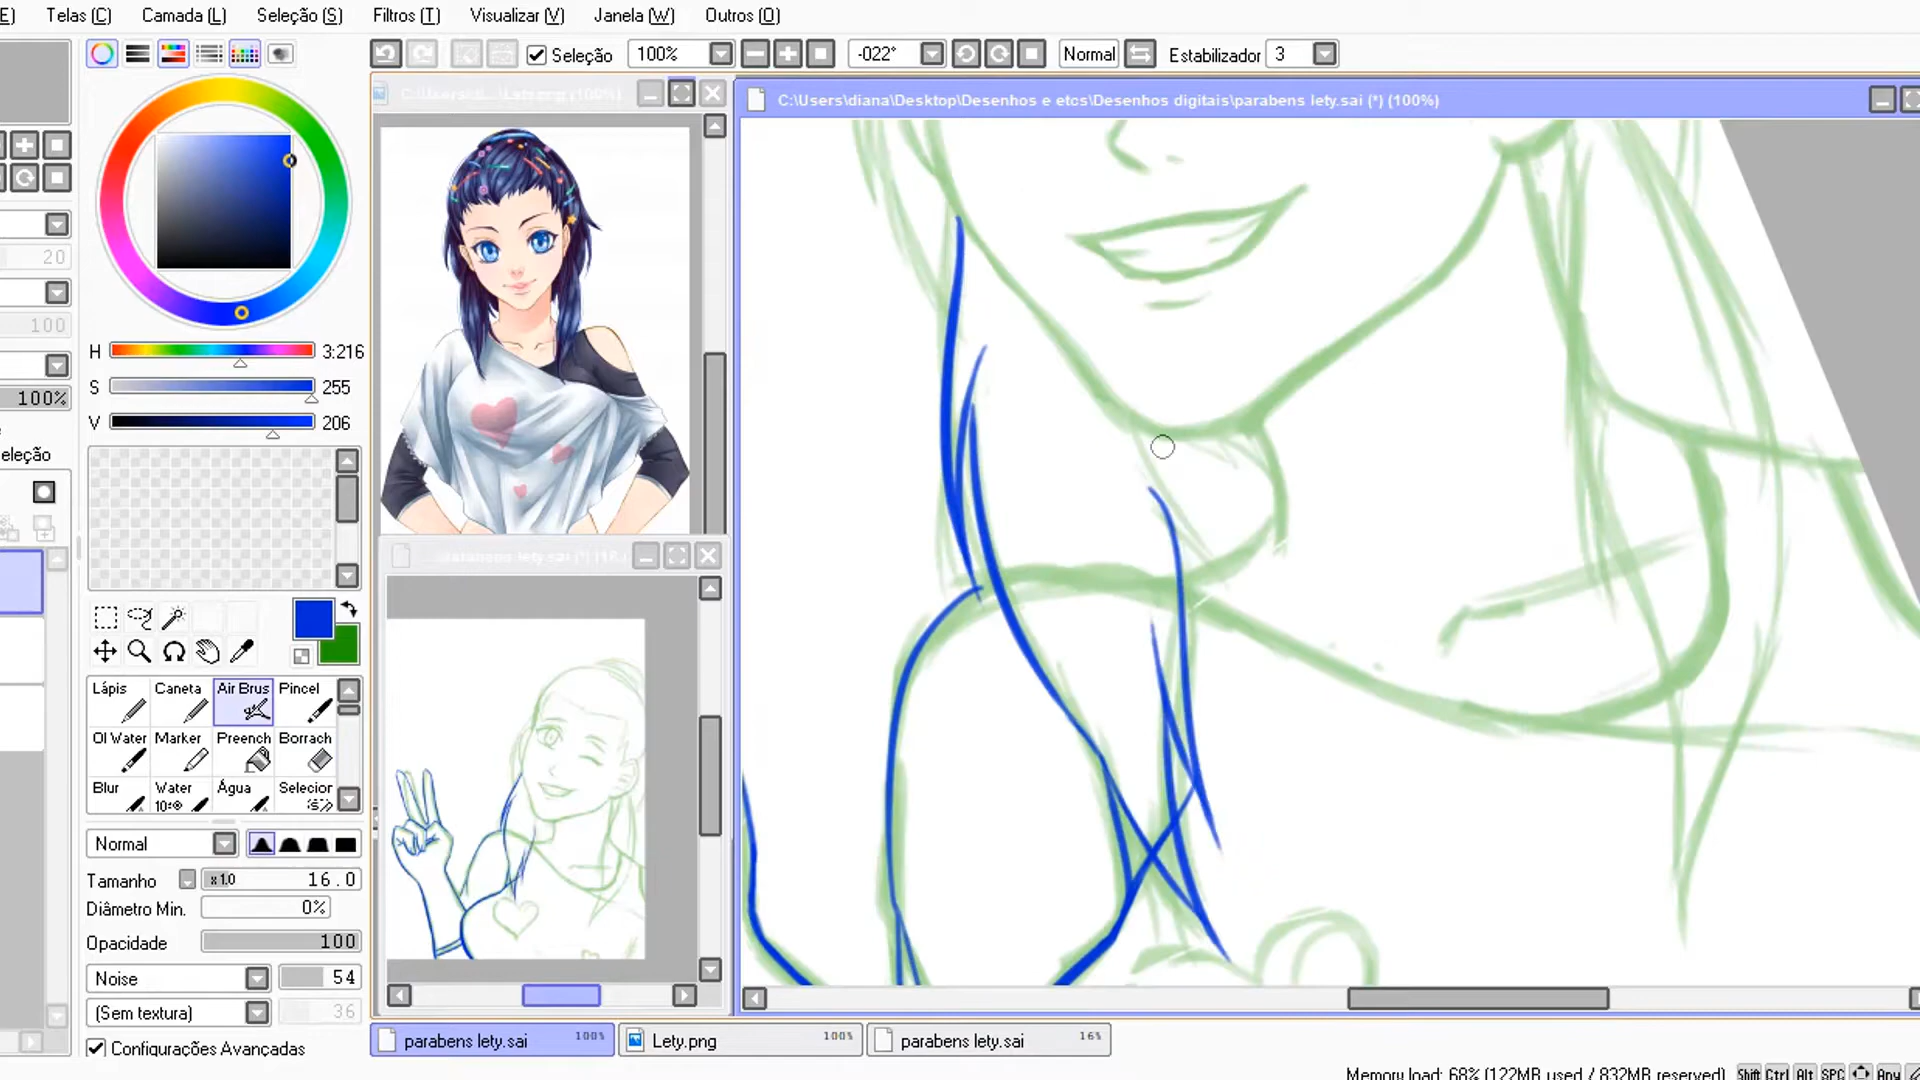 E) Telas (C) Camada (L) Seleção (S) Filtros (T) Visualizar (V) Janela (W) Outros (O)
Seleção 100% -022° Normal Estabilizador 3
C:\Users\diana\Desktop\Desenhos e etcs\Desenhos digitais\parabens lety.sai (*) (100%)
20
100
H 3:216
S 255
100%
V 206
eleção
Lápis Caneta Air Brus Pincel
Ol Water Marker Preench Borrach
Blur Water Água Selecior
Normal
Tamanho x1.0 16.0
Diâmetro Min. 0%
Opacidade 100
Noise 54
(Sem textura) 36
Configurações Avançadas
parabens lety.sai 100% Lety.png 100% parabens lety.sai 16%
Memory load: 68% (122MB used / 832MB reserved) Shift Ctrl Alt SPC Any